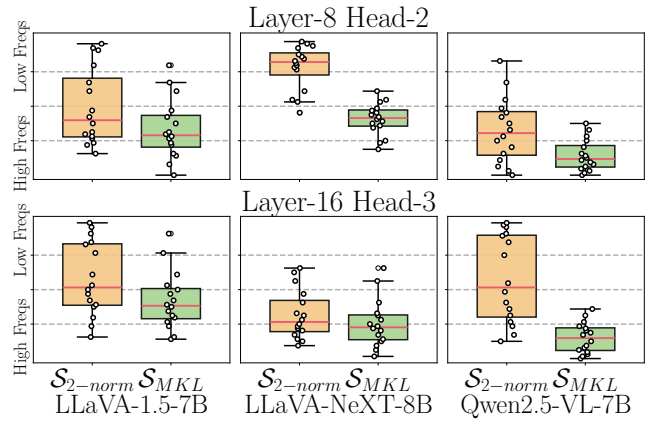 Layer-8 Head-2
High Freqs Low Freqs
Layer-16 Head-3
High Freqs Low Freqs
𝒮2−norm 𝒮MKL 𝒮2−norm 𝒮MKL 𝒮2−norm 𝒮MKL
LLaVA-1.5-7B LLaVA-NeXT-8B Qwen2.5-VL-7B